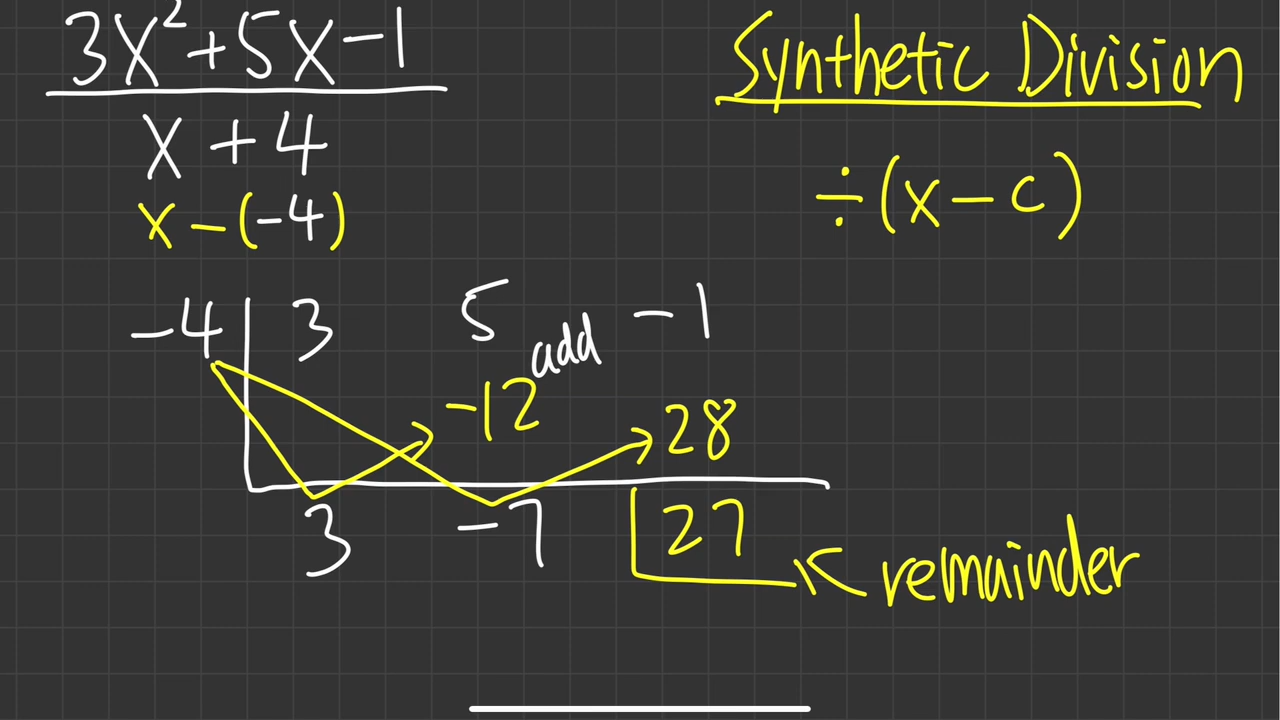 3x²+5x-1
x+4
x-(-4)
Synthetic Division
÷(x-c)
-4 3 5 -1
add
-12 28
3 -7 27
remainder